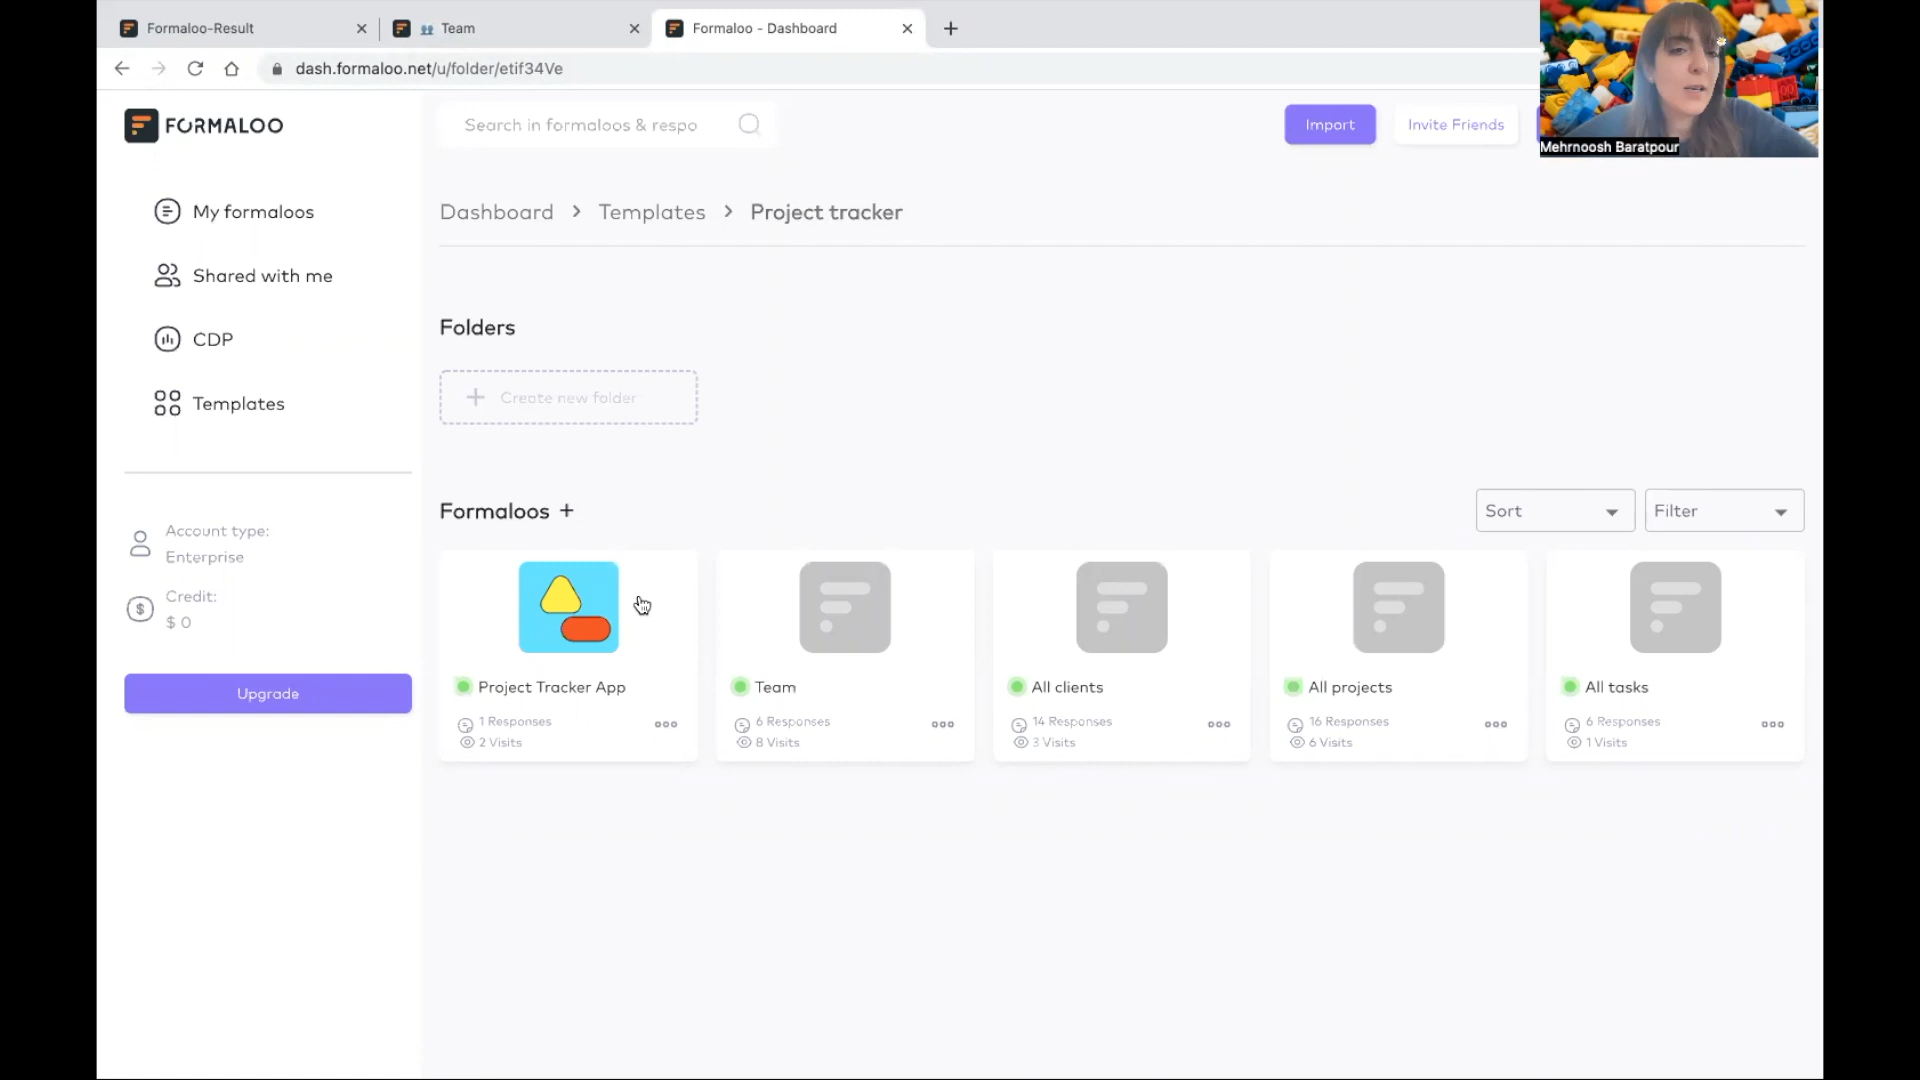 Formaloo-Result
Team
Formaloo - Dashboard
dash.formaloo.net/u/folder/etif34Ve
Mehrnoosh Baratpour
FORMALOO
Search in formaloos & respo
Import
Invite Friends
My formaloos
Shared with me
CDP
Templates
Account type:
Enterprise
Credit:
$ 0
Upgrade
Dashboard > Templates > Project tracker
Folders
+ Create new folder
Formaloos +
Sort
Filter
Project Tracker App
1 Responses
2 Visits
Team
6 Responses
8 Visits
All clients
14 Responses
3 Visits
All projects
16 Responses
6 Visits
All tasks
6 Responses
1 Visits